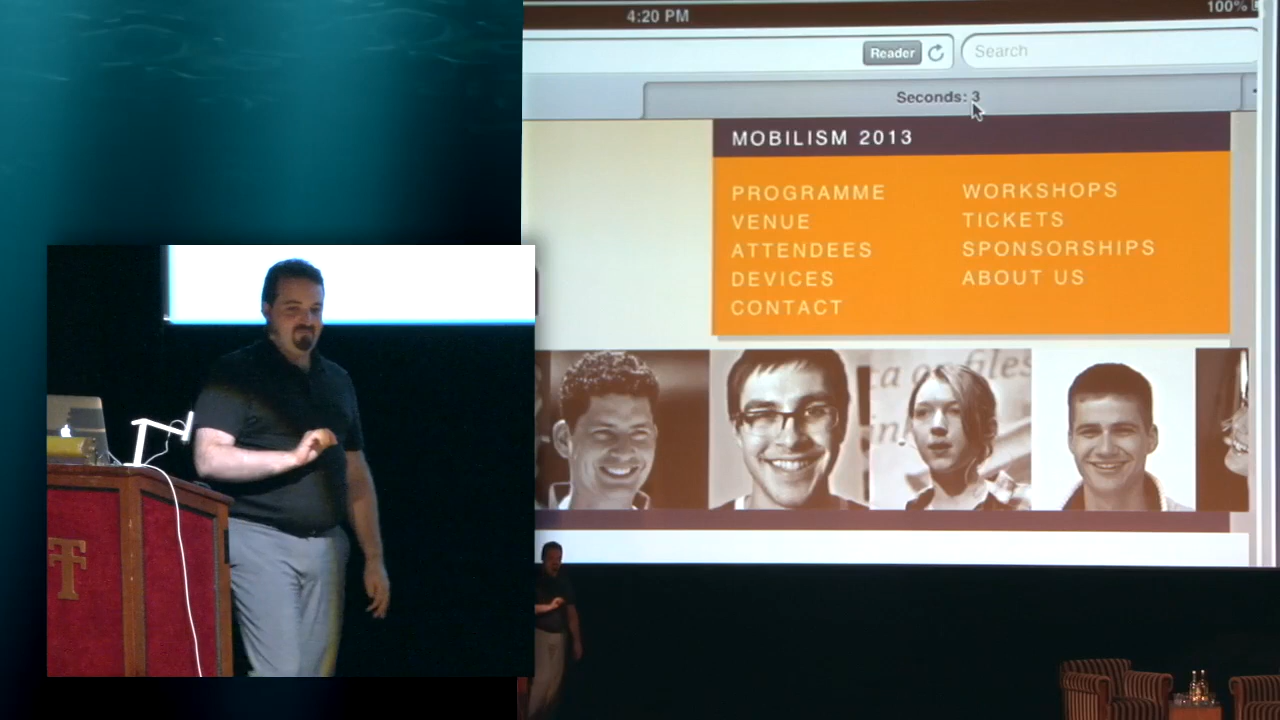 4:20 PM
100%
Reader
Search
Seconds: 3
MOBILISM 2013
PROGRAMME
VENUE
ATTENDEES
DEVICES
CONTACT
WORKSHOPS
TICKETS
SPONSORSHIPS
ABOUT US
files
T